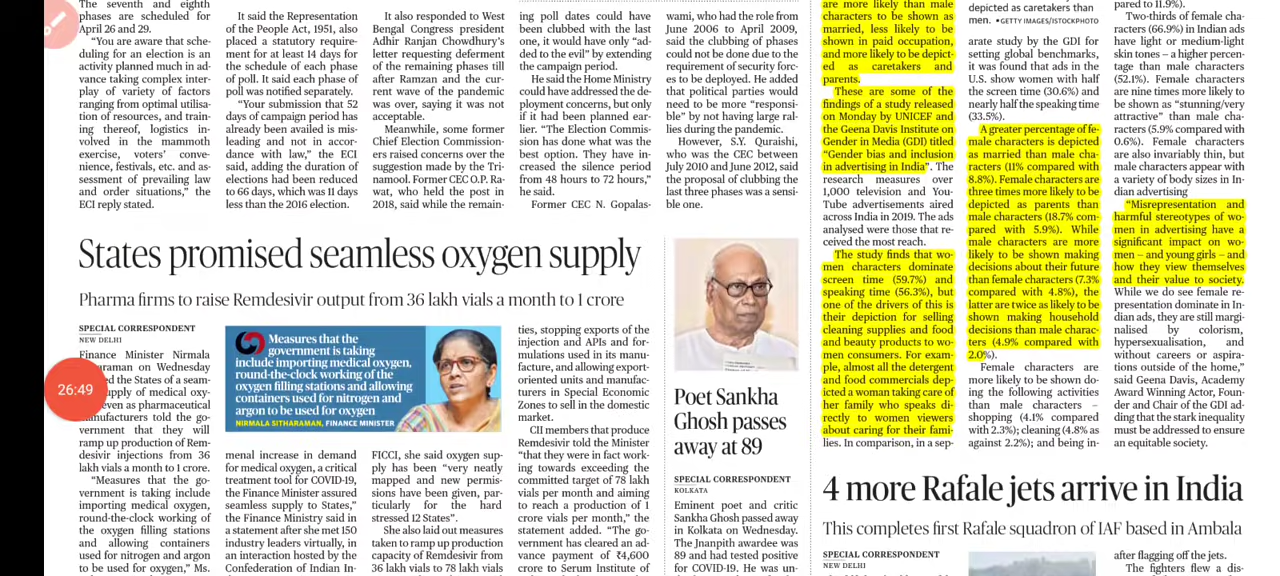 The seventh and eighth
phases are scheduled for
April 26 and 29.
“You are aware that sche-
duling for an election is an
activity planned much in ad-
vance taking complex inter-
play of variety of factors
ranging from optimal utilisa-
tion of resources, and train-
ing thereof, logistics in-
volved in the mammoth
exercise, voters’ conve-
nience, festivals, etc. and as-
sessment of prevailing law
and order situations,” the
ECI reply stated.
It said the Representation
of the People Act, 1951, also
placed a statutory require-
ment for at least 14 days for
the schedule of each phase
of poll. It said each phase of
poll was notified separately.
“Your submission that 52
days of campaign period has
already been availed is mis-
leading and not in accor-
dance with law,” the ECI
said, adding the duration of
elections had been reduced
to 66 days, which was 11 days
less than the 2016 election.
It also responded to West
Bengal Congress president
Adhir Ranjan Chowdhury’s
letter requesting deferment
of the remaining phases till
after Ramzan and the cur-
rent wave of the pandemic
was over, saying it was not
acceptable.
Meanwhile, some former
Chief Election Commission-
ers raised concerns over the
suggestion made by the Tri-
namool. Former CEC O.P. Ra-
wat, who held the post in
2018, said while the remain-
ing poll dates could have
been clubbed with the last
one, it would have only “ad-
ded to the evil” by extending
the campaign period.
He said the Home Ministry
could have addressed the de-
ployment concerns, but only
if it had been planned ear-
lier. “The Election Commis-
sion has done what was the
best option. They have in-
creased the silence period
from 48 hours to 72 hours,”
he said.
Former CEC N. Gopalas-
wami, who had the role from
June 2006 to April 2009,
said the clubbing of phases
could not be done due to the
requirement of security forc-
es to be deployed. He added
that political parties would
need to be more “responsi-
ble” by not having large ral-
lies during the pandemic.
However, S.Y. Quraishi,
who was the CEC between
July 2010 and June 2012, said
the proposal of clubbing the
last three phases was a sensi-
ble one.
are more likely than male
characters to be shown as
married, less likely to be
shown in paid occupation,
and more likely to be depict-
ed as caretakers and
parents.
These are some of the
findings of a study released
on Monday by UNICEF and
the Geena Davis Institute on
Gender in Media (GDI) titled
“Gender bias and inclusion
in advertising in India”. The
research measures over
1,000 television and You-
Tube advertisements aired
across India in 2019. The ads
analysed were those that re-
ceived the most reach.
The study finds that wo-
men characters dominate
screen time (59.7%) and
speaking time (56.3%), but
one of the drivers of this is
their depiction for selling
cleaning supplies and food
and beauty products to wo-
men consumers. For exam-
ple, almost all the detergent
and food commercials dep-
icted a woman taking care of
her family who speaks di-
rectly to women viewers
about caring for their fami-
lies. In comparison, in a sep-
depicted as caretakers than
men. •GETTY IMAGES/ISTOCKPHOTO
arate study by the GDI for
setting global benchmarks,
it was found that ads in the
U.S. show women with half
the screen time (30.6%) and
nearly half the speaking time
(33.5%).
A greater percentage of fe-
male characters is depicted
as married than male cha-
racters (11% compared with
8.8%). Female characters are
three times more likely to be
depicted as parents than
male characters (18.7% com-
pared with 5.9%). While
male characters are more
likely to be shown making
decisions about their future
than female characters (7.3%
compared with 4.8%), the
latter are twice as likely to be
shown making household
decisions than male charac-
ters (4.9% compared with
2.0%).
Female characters are
more likely to be shown do-
ing the following activities
than male characters –
shopping (4.1% compared
with 2.3%); cleaning (4.8% as
against 2.2%); and being in-
pared to 11.9%).
Two-thirds of female cha-
racters (66.9%) in Indian ads
have light or medium-light
skin tones – a higher percen-
tage than male characters
(52.1%). Female characters
are nine times more likely to
be shown as “stunning/very
attractive” than male cha-
racters (5.9% compared with
0.6%). Female characters
are also invariably thin, but
male characters appear with
a variety of body sizes in In-
dian advertising
“Misrepresentation and
harmful stereotypes of wo-
men in advertising have a
significant impact on wo-
men – and young girls – and
how they view themselves
and their value to society.
While we do see female re-
presentation dominate in In-
dian ads, they are still margi-
nalised by colorism,
hypersexualisation, and
without careers or aspira-
tions outside of the home,”
said Geena Davis, Academy
Award Winning Actor, Foun-
der and Chair of the GDI ad-
ding that the stark inequality
must be addressed to ensure
an equitable society.
States promised seamless oxygen supply
Pharma firms to raise Remdesivir output from 36 lakh vials a month to 1 crore
SPECIAL CORRESPONDENT
NEW DELHI
Finance Minister Nirmala
raman on Wednesday
ed the States of a seam-
upply of medical oxy-
even as pharmaceutical
nufacturers told the go-
vernment that they will
ramp up production of Rem-
desivir injections from 36
lakh vials a month to 1 crore.
“Measures that the go-
vernment is taking include
importing medical oxygen,
round-the-clock working of
the oxygen filling stations
and allowing containers
used for nitrogen and argon
to be used for oxygen,” Ms.
26:49
Measures that the
government is taking
include importing medical oxygen,
round-the-clock working of the
oxygen filling stations and allowing
containers used for nitrogen and
argon to be used for oxygen
NIRMALA SITHARAMAN, FINANCE MINISTER
menal increase in demand
for medical oxygen, a critical
treatment tool for COVID-19,
the Finance Minister assured
seamless supply to States,”
the Finance Ministry said in
a statement after she met 150
industry leaders virtually, in
an interaction hosted by the
Confederation of Indian In-
FICCI, she said oxygen sup-
ply has been “very neatly
mapped and new permis-
sions have been given, par-
ticularly for the hard
stressed 12 States”.
She also laid out measures
taken to ramp up production
capacity of Remdesivir from
36 lakh vials to 78 lakh vials
ties, stopping exports of the
injection and APIs and for-
mulations used in its manu-
facture, and allowing export-
oriented units and manufac-
turers in Special Economic
Zones to sell in the domestic
market.
CII members that produce
Remdesivir told the Minister
“that they were in fact work-
ing towards exceeding the
committed target of 78 lakh
vials per month and aiming
to reach a production of 1
crore vials per month,” the
statement added. “The go-
vernment has cleared an ad-
vance payment of ₹4,600
crore to Serum Institute of
Poet Sankha
Ghosh passes
away at 89
SPECIAL CORRESPONDENT
KOLKATA
Eminent poet and critic
Sankha Ghosh passed away
in Kolkata on Wednesday.
The Jnanpith awardee was
89 and had tested positive
for COVID-19. He was un-
4 more Rafale jets arrive in India
This completes first Rafale squadron of IAF based in Ambala
SPECIAL CORRESPONDENT
NEW DELHI
after flagging off the jets.
The fighters flew a dis-